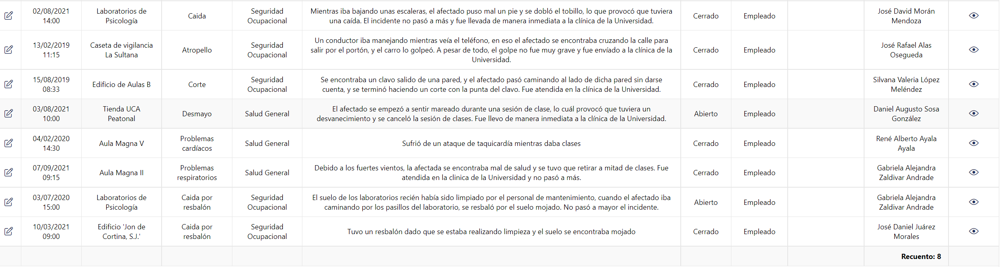 02/08/2021
14:00
Laboratorios de
Psicología
Caida
Seguridad
Ocupacional
Mientras iba bajando unas escaleras, el afectado puso mal un pie y se dobló el tobillo, lo que provocó que tuviera
una caída. El incidente no pasó a más y fue llevada de manera inmediata a la clínica de la Universidad.
Cerrado
Empleado
José David Morán
Mendoza
13/02/2019
11:15
Caseta de vigilancia
La Sultana
Atropello
Seguridad
Ocupacional
Un conductor iba manejando mientras veía el teléfono, en eso el afectado se encontraba cruzando la calle para
salir por el portón, y el carro lo golpeó. A pesar de todo, el golpe no fue muy grave y fue envíado a la clínica de la
Universidad.
Cerrado
Empleado
José Rafael Alas
Osegueda
15/08/2019
08:33
Edificio de Aulas B
Corte
Seguridad
Ocupacional
Se encontraba un clavo salido de una pared, y el afectado pasó caminando al lado de dicha pared sin darse
cuenta, y se terminó haciendo un corte con la punta del clavo. Fue atendida en la clínica de la Universidad.
Cerrado
Empleado
Silvana Valeria López
Meléndez
03/08/2021
10:00
Tienda UCA
Peatonal
Desmayo
Salud General
El afectado se empezó a sentir mareado durante una sesión de clase, lo cuál provocó que tuviera un
desvanecimiento y se canceló la sesión de clases. Fue llevo de manera inmediata a la clínica de la Universidad.
Abierto
Empleado
Daniel Augusto Sosa
González
04/02/2020
14:30
Aula Magna V
Problemas
cardíacos
Salud General
Sufrió de un ataque de taquicardía mientras daba clases
Cerrado
Empleado
René Alberto Ayala
Ayala
07/09/2021
09:15
Aula Magna II
Problemas
respiratorios
Salud General
Debido a los fuertes vientos, la afectada se encontraba mal de salud y se tuvo que retirar a mitad de clases. Fue
atendida en la clinica de la Universidad y no pasó a más.
Cerrado
Empleado
Gabriela Alejandra
Zaldivar Andrade
03/07/2020
15:00
Laboratorios de
Psicología
Caida por
resbalón
Seguridad
Ocupacional
El suelo de los laboratorios recién había sido limpiado por el personal de mantenimiento, cuando el afectado iba
caminando por los pasillos del laboratorio, se resbaló por el suelo mojado. No pasó a mayor el incidente.
Abierto
Empleado
Gabriela Alejandra
Zaldivar Andrade
10/03/2021
09:00
Edificio 'Jon de
Cortina, S.J.'
Caida por
resbalón
Seguridad
Ocupacional
Tuvo un resbalón dado que se estaba realizando limpieza y el suelo se encontraba mojado
Cerrado
Empleado
José Daniel Juárez
Morales
Recuento: 8